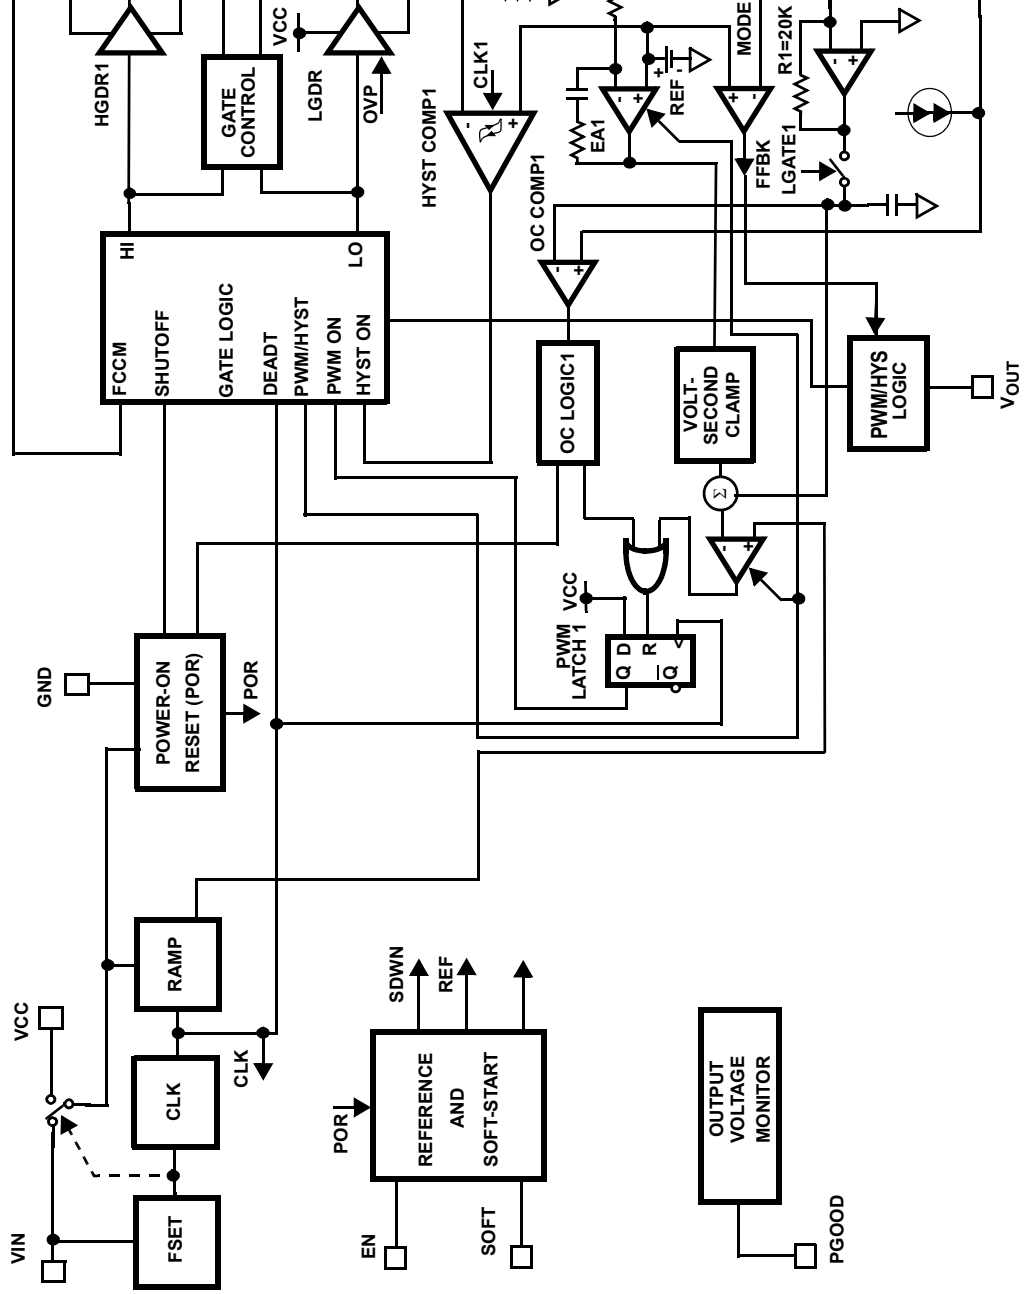 HGDR1
GATE
CONTROL
VCC
LGDR
OVP
HYST COMP1
CLK1
-
+
OC COMP1
EA1
-
+
+
REF
-
MODE
+
-
FFBK
R1=20K
-
+
LGATE1
HI
LO
FCCM
SHUTOFF
GATE LOGIC
DEADT
PWM/HYST
PWM ON
HYST ON
-
+
OC LOGIC1
VOLT-
SECOND
CLAMP
Σ
PWM/HYS
LOGIC
VOUT
-
+
VCC
PWM
LATCH 1
Q D
R
Q
GND
POWER-ON
RESET (POR)
POR
RAMP
VCC
CLK
CLK
VIN
FSET
SDWN
REF
POR
REFERENCE
AND
SOFT-START
EN
SOFT
OUTPUT
VOLTAGE
MONITOR
PGOOD